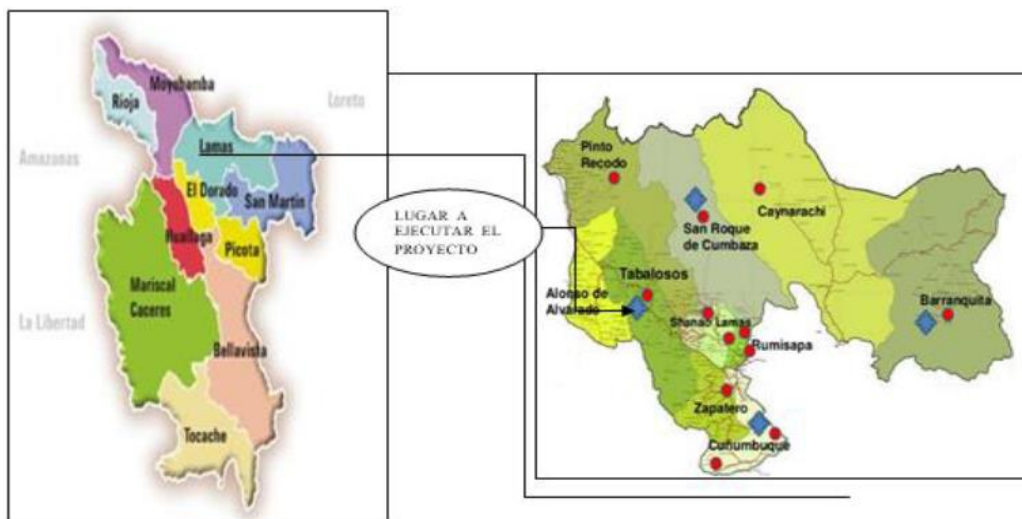 Moyobamba
Rioja
Loreto
Amazonas
Lamas
El Dorado
San Martin
Huallaga
Picota
Mariscal
Caceres
La Libertad
Bellavista
Tocache
LUGAR A
EJECUTAR EL
PROYECTO
Pinto
Recodo
Caynarachi
San Roque
de Cumbaza
Tabalosos
Alonso de
Alvarado
Barranquita
Shanao Lamas
Rumisapa
Zapatero
Cuñumbuque